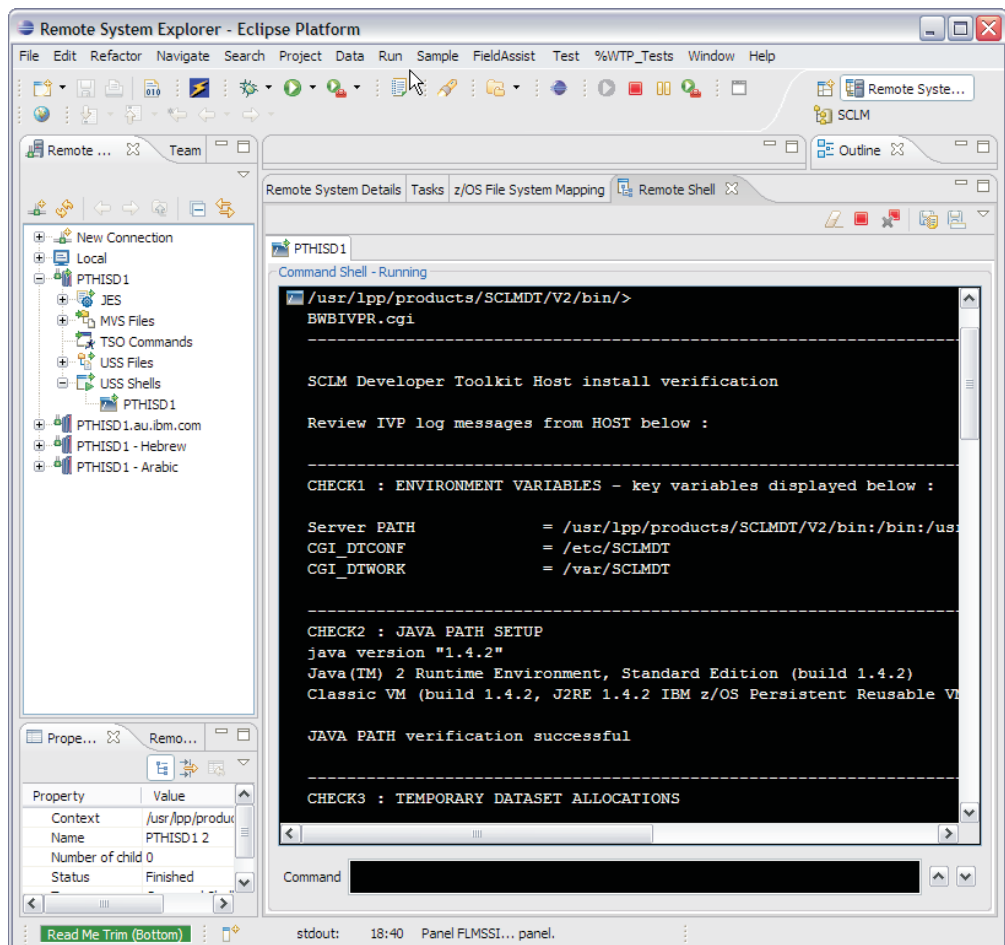 Remote System Explorer - Eclipse Platform
File Edit Refactor Navigate Search Project Data Run Sample FieldAssist Test %WTP_Tests Window Help
010
Remote Syste...
SCLM
Remote ...
Team
Outline
Remote System Details Tasks z/OS File System Mapping Remote Shell
New Connection
Local
PTHISD1
JES
MVS Files
TSO Commands
USS Files
USS Shells
PTHISD1
PTHISD1.au.ibm.com
PTHISD1 - Hebrew
PTHISD1 - Arabic
PTHISD1
Command Shell - Running
/usr/lpp/products/SCLMDT/V2/bin/>
BWBIVPR.cgi
SCLM Developer Toolkit Host install verification
Review IVP log messages from HOST below :
CHECK1 : ENVIRONMENT VARIABLES - key variables displayed below :
Server PATH = /usr/lpp/products/SCLMDT/V2/bin:/bin:/us
CGI_DTCONF = /etc/SCLMDT
CGI_DTWORK = /var/SCLMDT
CHECK2 : JAVA PATH SETUP
java version "1.4.2"
Java(TM) 2 Runtime Environment, Standard Edition (build 1.4.2)
Classic VM (build 1.4.2, J2RE 1.4.2 IBM z/OS Persistent Reusable
JAVA PATH verification successful
CHECK3 : TEMPORARY DATASET ALLOCATIONS
Command
Prope...
Remo...
Property Value
Context /usr/lpp/produc
Name PTHISD1 2
Number of child 0
Status Finished
Read Me Trim (Bottom)
stdout: 18:40 Panel FLMSSI... panel.